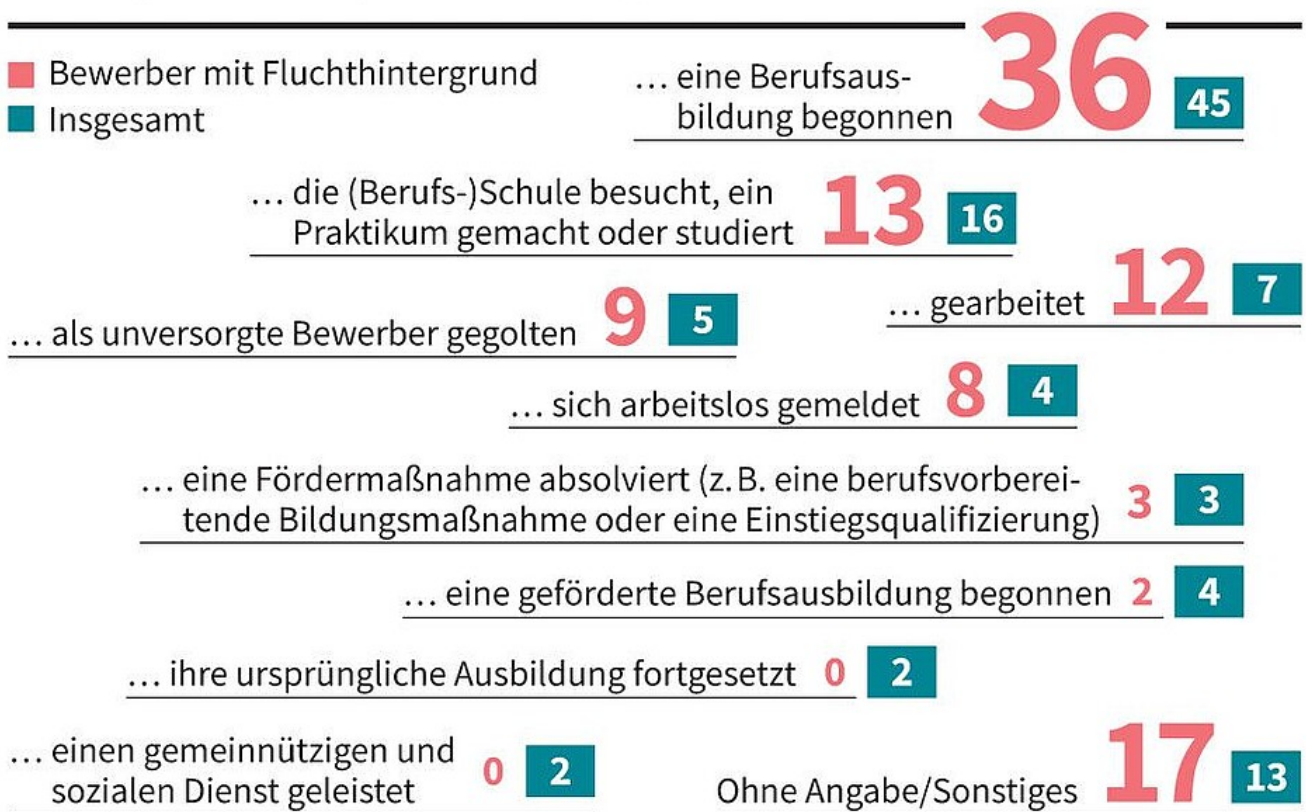 Bewerber mit Fluchthintergrund
Insgesamt
… eine Berufsaus-
bildung begonnen 36 45
… die (Berufs-)Schule besucht, ein
Praktikum gemacht oder studiert 13 16
… gearbeitet 12 7
… als unversorgte Bewerber gegolten 9 5
… sich arbeitslos gemeldet 8 4
… eine Fördermaßnahme absolviert (z. B. eine berufsvorberei-
tende Bildungsmaßnahme oder eine Einstiegsqualifizierung) 3 3
… eine geförderte Berufsausbildung begonnen 2 4
… ihre ursprüngliche Ausbildung fortgesetzt 0 2
… einen gemeinnützigen und
sozialen Dienst geleistet 0 2
Ohne Angabe/Sonstiges 17 13